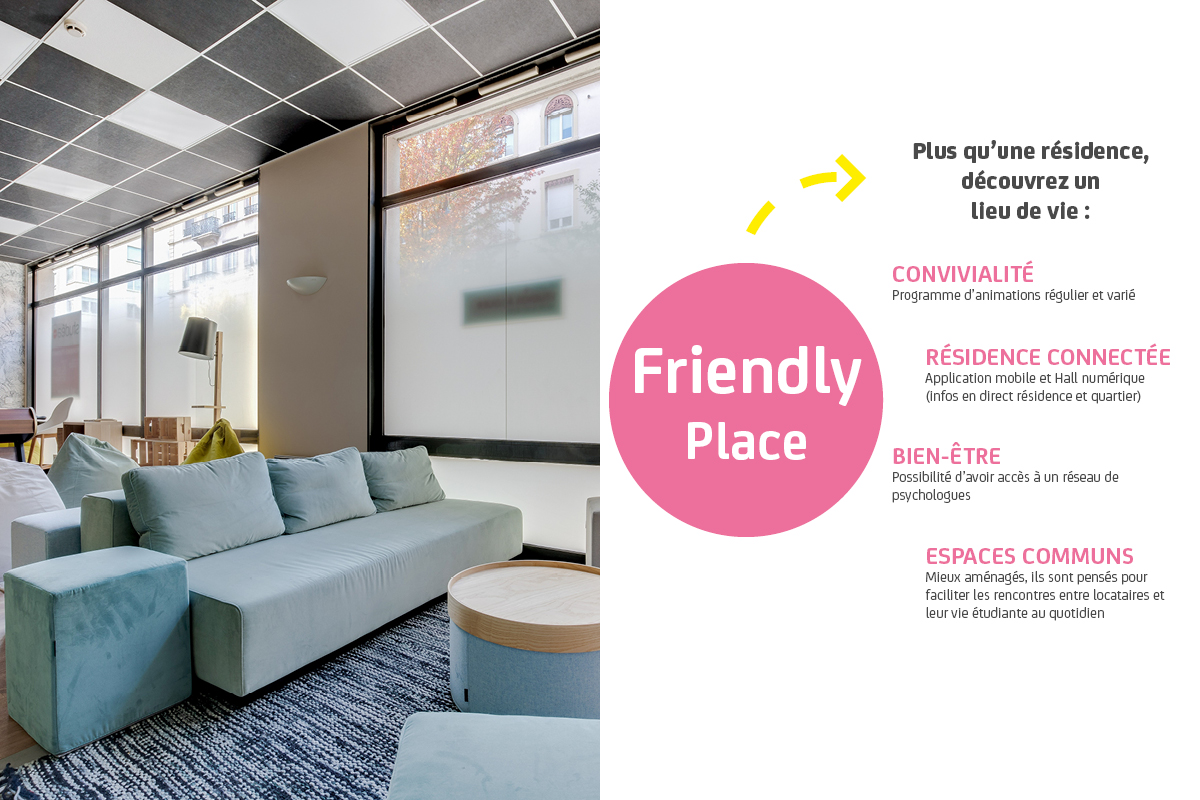 Plus qu'une résidence,
découvrez un
lieu de vie :
Friendly
Place
CONVIVIALITÉ
Programme d'animations régulier et varié
RÉSIDENCE CONNECTÉE
Application mobile et Hall numérique
(infos en direct résidence et quartier)
BIEN-ÊTRE
Possibilité d'avoir accès à un réseau de
psychologues
ESPACES COMMUNS
Mieux aménagés, ils sont pensés pour
faciliter les rencontres entre locataires et
leur vie étudiante au quotidien